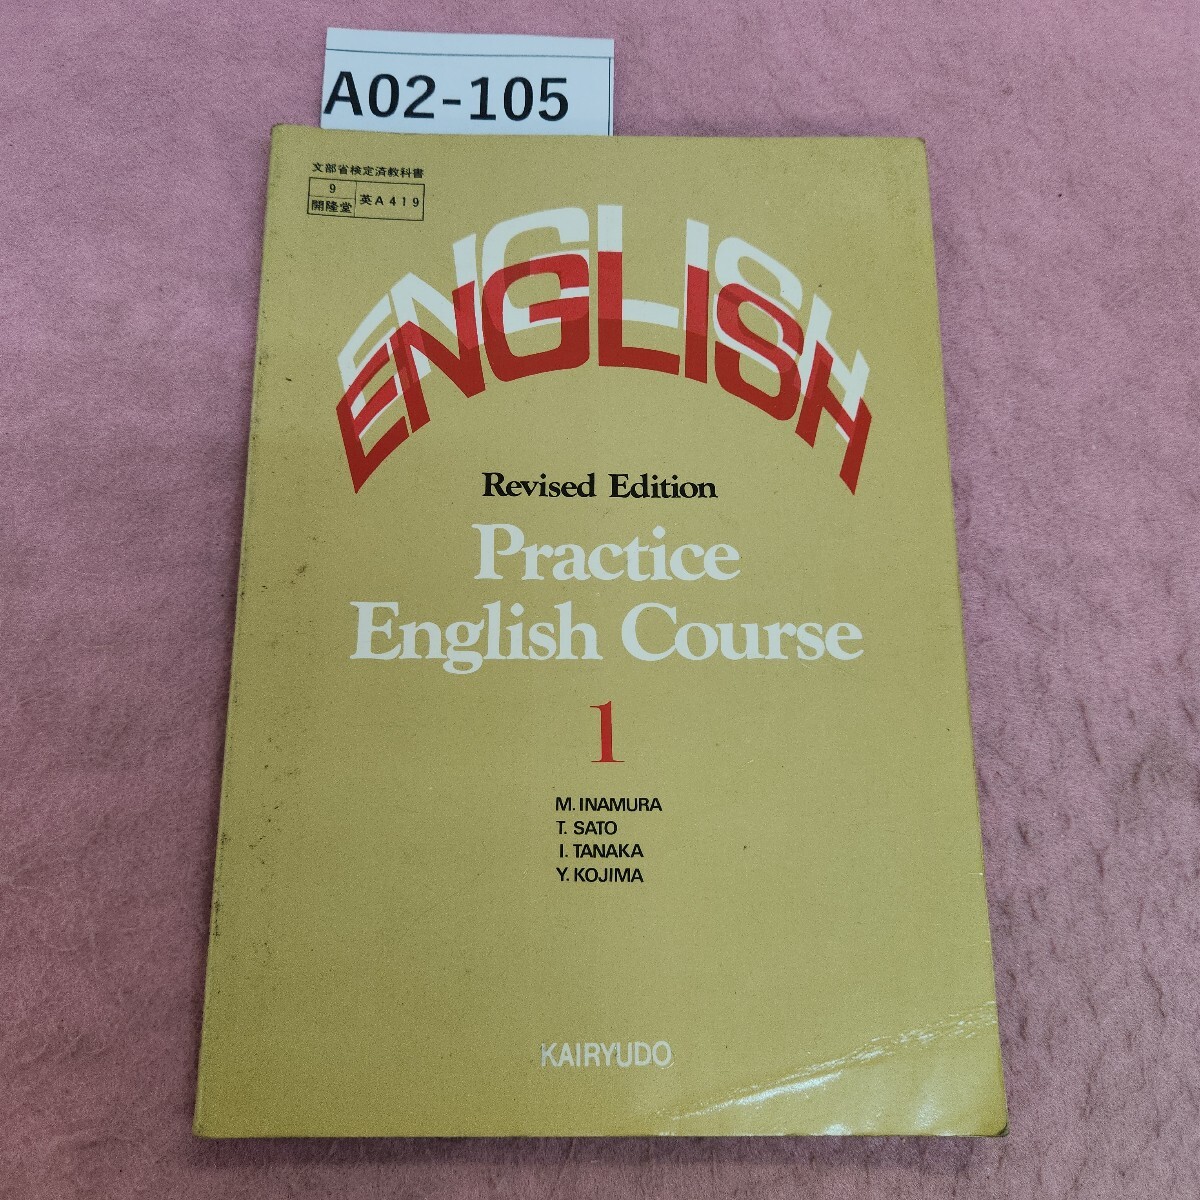 A02-105
文部省検定済教科書
9
開隆堂
英A419
ENGLISH
ENGLISH
Revised Edition
Practice
English Course
1
M. INAMURA
T. SATO
I. TANAKA
Y. KOJIMA
KAIRYUDO